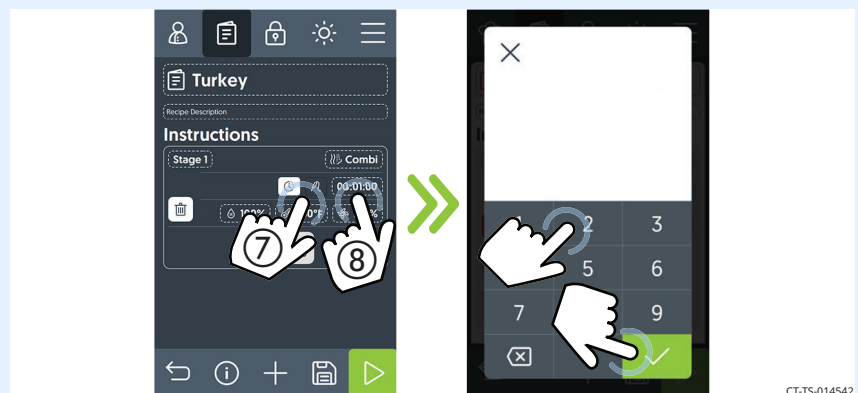 Turkey
Recipe Description
Instructions
Stage 1
Combi
00:01:00
100%
⑦
⑧
2
3
5
6
7
9
CT-TS-014542